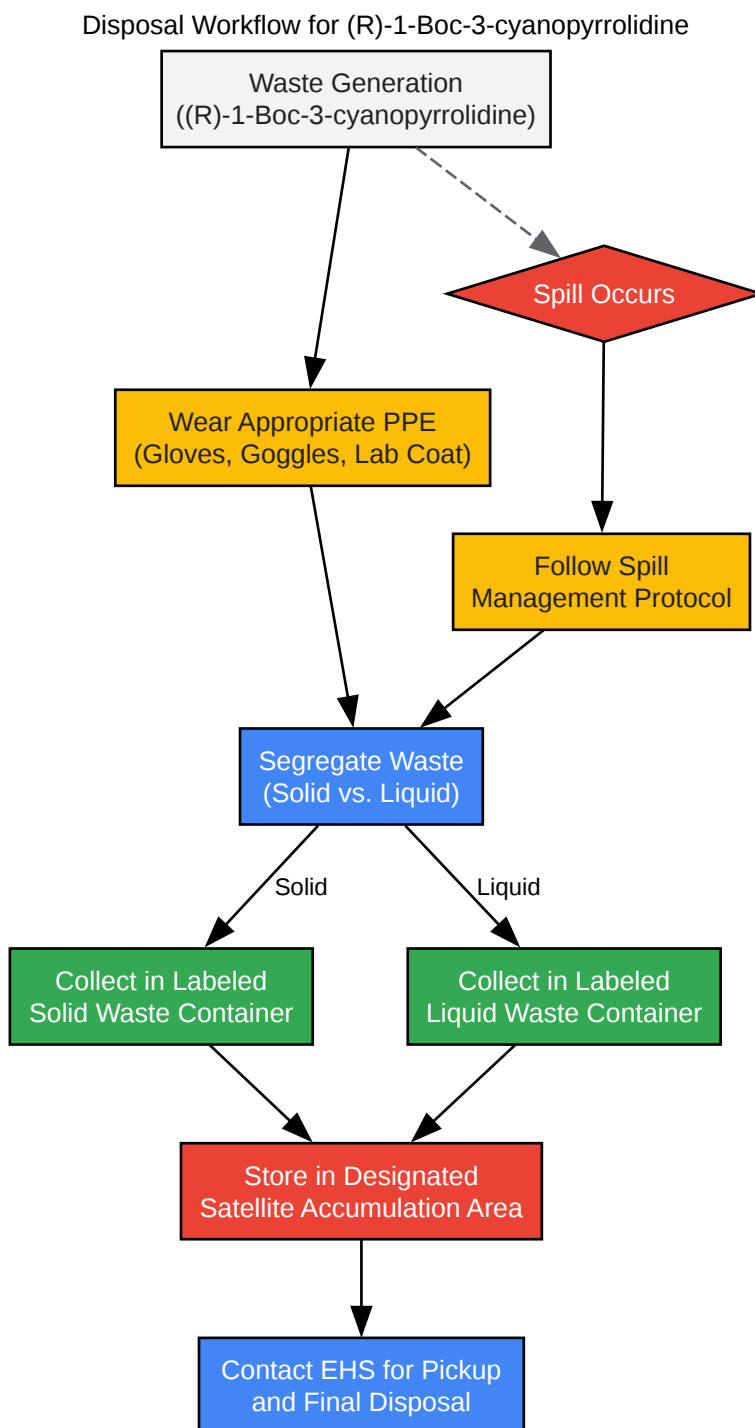 Disposal Workflow for (R)-1-Boc-3-cyanopyrrolidine
Waste Generation
((R)-1-Boc-3-cyanopyrrolidine)
Spill Occurs
Wear Appropriate PPE
(Gloves, Goggles, Lab Coat)
Follow Spill
Management Protocol
Segregate Waste
(Solid vs. Liquid)
Solid
Liquid
Collect in Labeled
Solid Waste Container
Collect in Labeled
Liquid Waste Container
Store in Designated
Satellite Accumulation Area
Contact EHS for Pickup
and Final Disposal